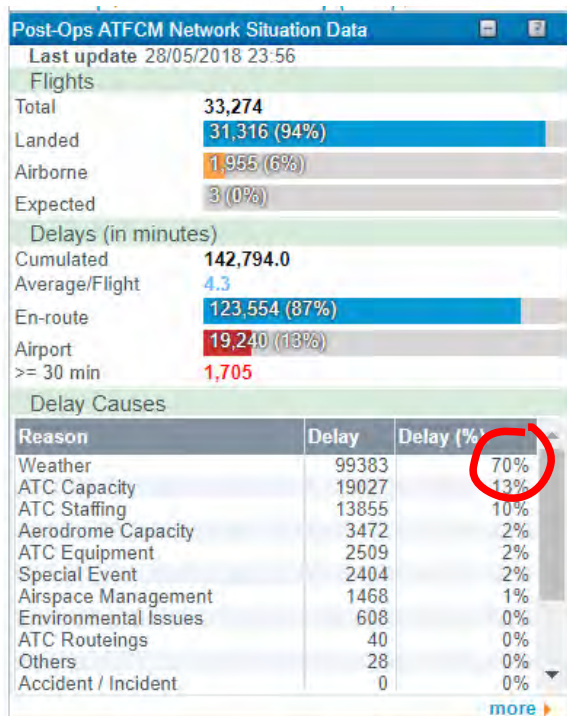 Post-Ops ATFCM Network Situation Data
Last update 28/05/2018 23:56
Flights
Total 33,274
Landed 31,316 (94%)
Airborne 1,955 (6%)
Expected 3 (0%)
Delays (in minutes)
Cumulated 142,794.0
Average/Flight 4.3
En-route 123,554 (87%)
Airport 19,240 (13%)
>= 30 min 1,705
Delay Causes
Reason Delay Delay (%)
Weather 99383 70%
ATC Capacity 19027 13%
ATC Staffing 13855 10%
Aerodrome Capacity 3472 2%
ATC Equipment 2509 2%
Special Event 2404 2%
Airspace Management 1468 1%
Environmental Issues 608 0%
ATC Routeings 40 0%
Others 28 0%
Accident / Incident 0 0%
more